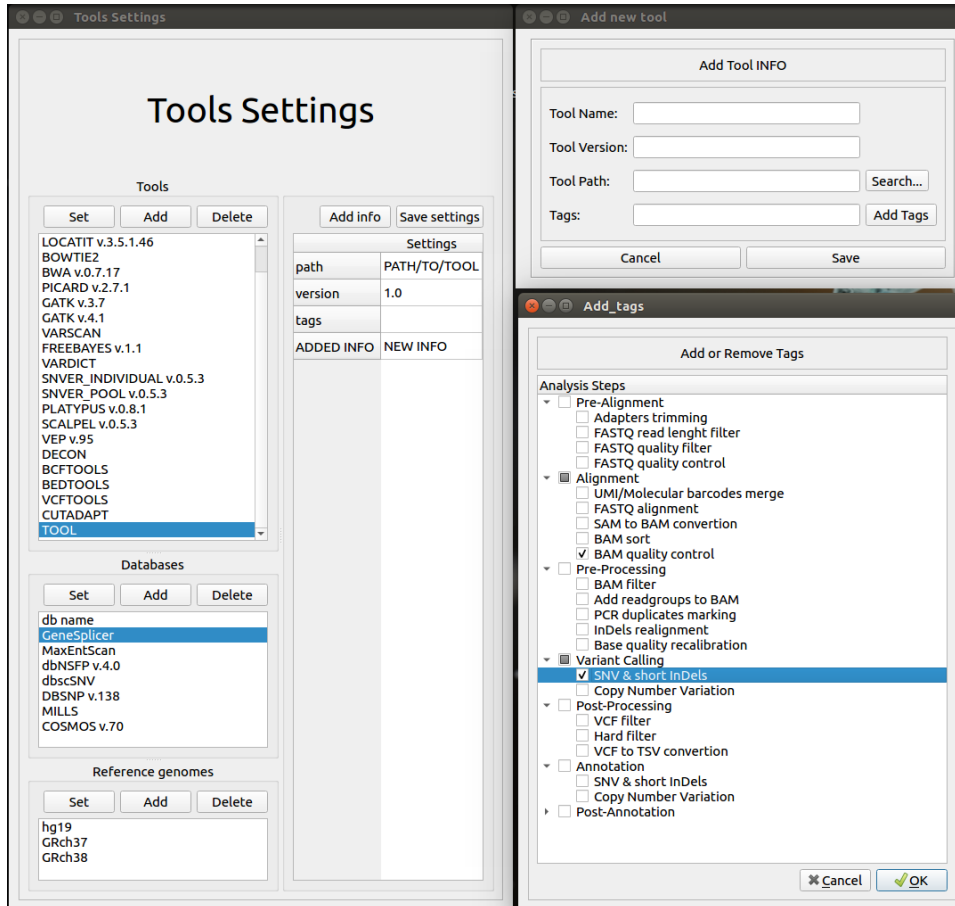 Tools Settings
Tools Settings
Tools
Set Add Delete
LOCATIT v.3.5.1.46
BOWTIE2
BWA v.0.7.17
PICARD v.2.7.1
GATK v.3.7
GATK v.4.1
VARSCAN
FREEBAYES v.1.1
VARDICT
SNVER_INDIVIDUAL v.0.5.3
SNVER_POOL v.0.5.3
PLATYPUS v.0.8.1
SCALPEL v.0.5.3
VEP v.95
DECON
BCFTOOLS
BEDTOOLS
VCFTOOLS
CUTADAPT
TOOL
Databases
Set Add Delete
db name
GeneSplicer
MaxEntScan
dbNSFP v.4.0
dbscSNV
DBSNP v.138
MILLS
COSMOS v.70
Reference genomes
Set Add Delete
hg19
GRch37
GRch38
Add info Save settings
Settings
path PATH/TO/TOOL
version 1.0
tags
ADDED INFO NEW INFO
Add new tool
Add Tool INFO
Tool Name:
Tool Version:
Tool Path: Search...
Tags: Add Tags
Cancel Save
Add_tags
Add or Remove Tags
Analysis Steps
Pre-Alignment
Adapters trimming
FASTQ read lenght filter
FASTQ quality filter
FASTQ quality control
Alignment
UMI/Molecular barcodes merge
FASTQ alignment
SAM to BAM convertion
BAM sort
BAM quality control
Pre-Processing
BAM filter
Add readgroups to BAM
PCR duplicates marking
InDels realignment
Base quality recalibration
Variant Calling
SNV & short InDels
Copy Number Variation
Post-Processing
VCF filter
Hard filter
VCF to TSV convertion
Annotation
SNV & short InDels
Copy Number Variation
Post-Annotation
Cancel OK